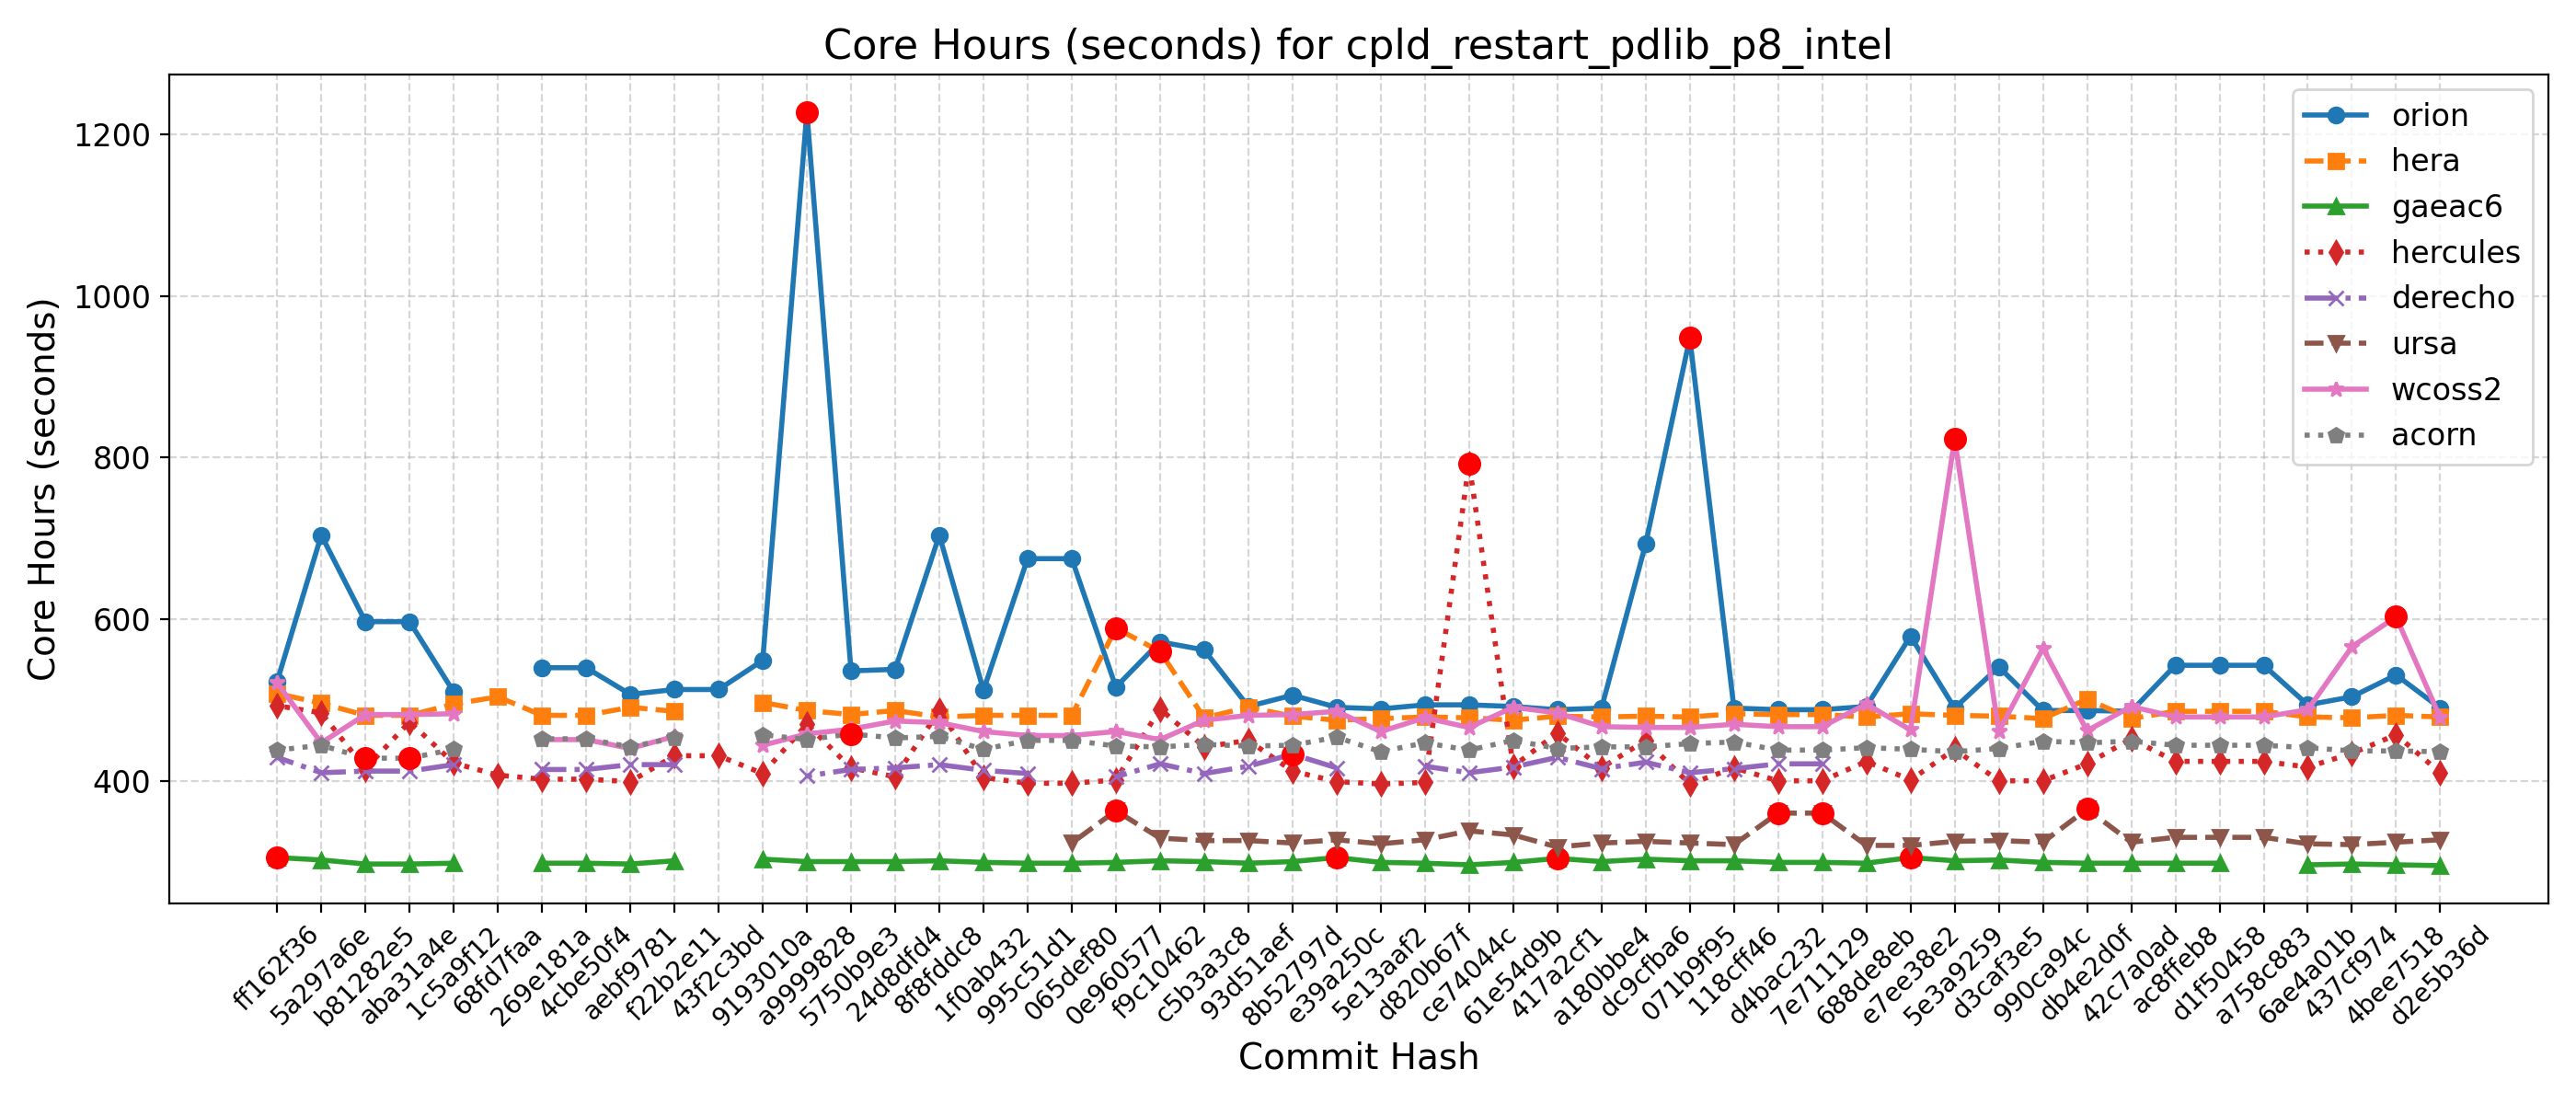 Core Hours (seconds) for cpld_restart_pdlib_p8_intel
Core Hours (seconds)
1200
1000
800
600
400
orion
hera
gaeac6
hercules
derecho
ursa
wcoss2
acorn
ff162f36
5a297a6e
b81282e5
aba31a4e
1c5a9f12
68fd7faa
269e181a
4cbe50f4
aebf9781
f22b2e11
43f2c3bd
9193010a
a9999828
5750b9e3
24d8dfd4
8f8fddc8
1f0ab432
995c51d1
065def80
0e960577
f9c10462
c5b3a3c8
93d51aef
8b52797d
e39a250c
5e13aaf2
d820b67f
ce74044c
61e54d9b
417a2cf1
a180bbe4
dc9cfba6
071b9f95
118cff46
d4bac232
7e711129
688de8eb
e7ee38e2
5e3a9259
d3caf3e5
990ca94c
db4e2d0f
42c7a0ad
ac8ffeb8
d1f50458
a758c883
6ae4a01b
437cf974
4bee7518
d2e5b36d
Commit Hash